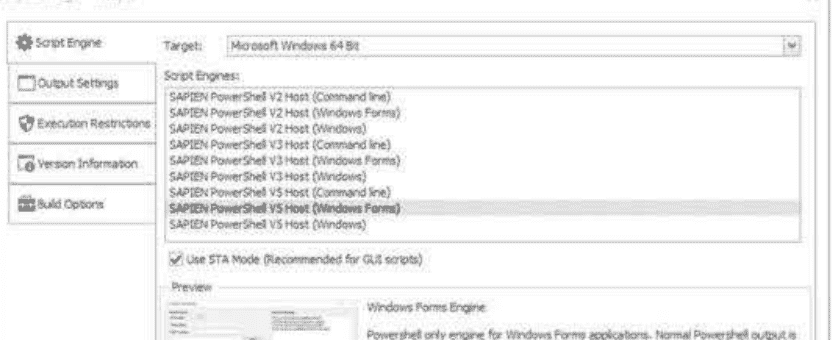 Script Engine
Target: Microsoft Windows 64 Bit
Output Settings
Script Engines:
SAPIEN PowerShell V2 Host (Command line)
SAPIEN PowerShell V2 Host (Windows Forms)
Execution Restrictions
SAPIEN PowerShell V2 Host (Windows)
SAPIEN PowerShell V3 Host (Command line)
SAPIEN PowerShell V3 Host (Windows Forms)
Version Information
SAPIEN PowerShell V3 Host (Windows)
SAPIEN PowerShell V5 Host (Command line)
Build Options
SAPIEN PowerShell V5 Host (Windows Forms)
SAPIEN PowerShell V5 Host (Windows)
Use STA Mode (Recommended for GUI scripts)
Preview
Windows Forms Engine
Powershell only engine for Windows Forms applications. Normal Powershell output is